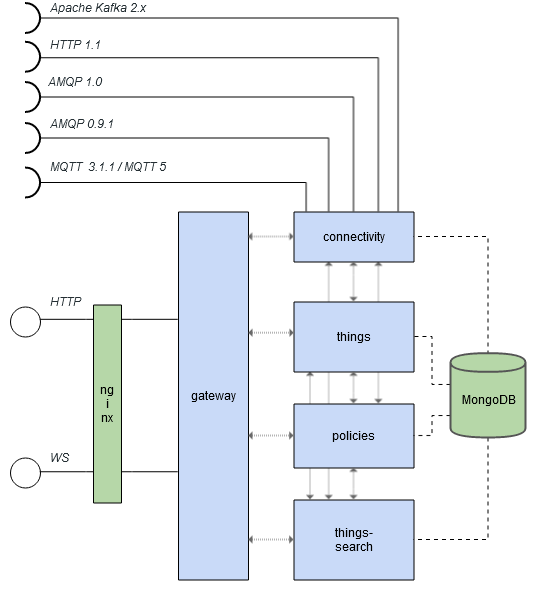 Apache Kafka 2.x
HTTP 1.1
AMQP 1.0
AMQP 0.9.1
MQTT 3.1.1 / MQTT 5
connectivity
HTTP
things
ng
i
nx
gateway
MongoDB
policies
WS
things-
search